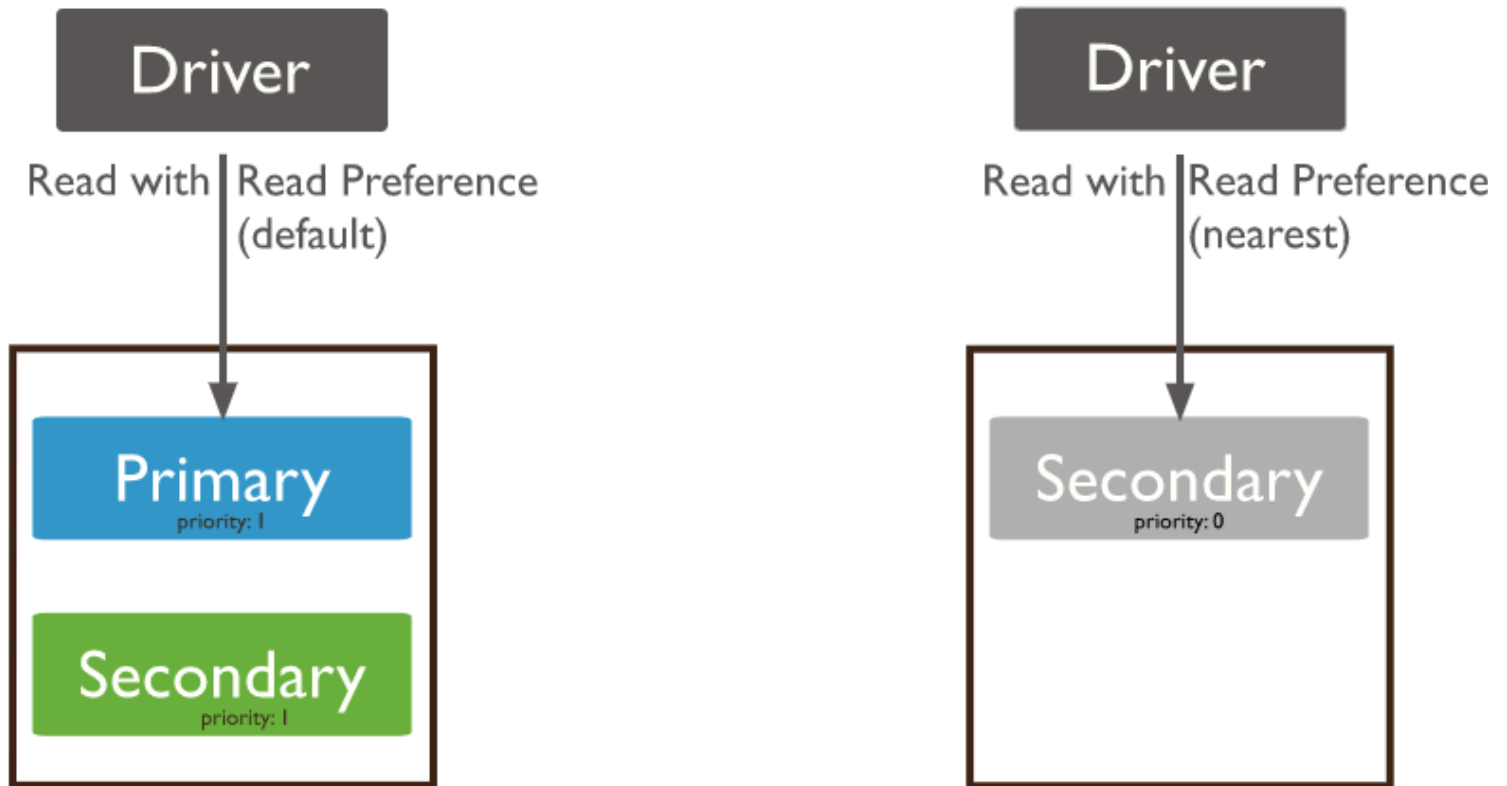 Driver
Read with Read Preference
(default)
Primary
priority: 1
Secondary
priority: 1
Driver
Read with Read Preference
(nearest)
Secondary
priority: 0